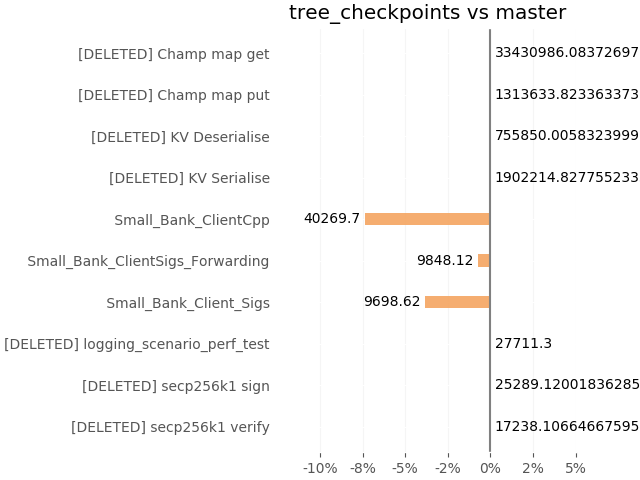 tree_checkpoints vs master
[DELETED] Champ map get 33430986.08372697
[DELETED] Champ map put 1313633.823363373
[DELETED] KV Deserialise 755850.0058323999
[DELETED] KV Serialise 1902214.827755233
Small_Bank_ClientCpp 40269.7
Small_Bank_ClientSigs_Forwarding 9848.12
Small_Bank_Client_Sigs 9698.62
[DELETED] logging_scenario_perf_test 27711.3
[DELETED] secp256k1 sign 25289.12001836285
[DELETED] secp256k1 verify 17238.10664667595
-10% -8% -5% -2% 0% 2% 5%